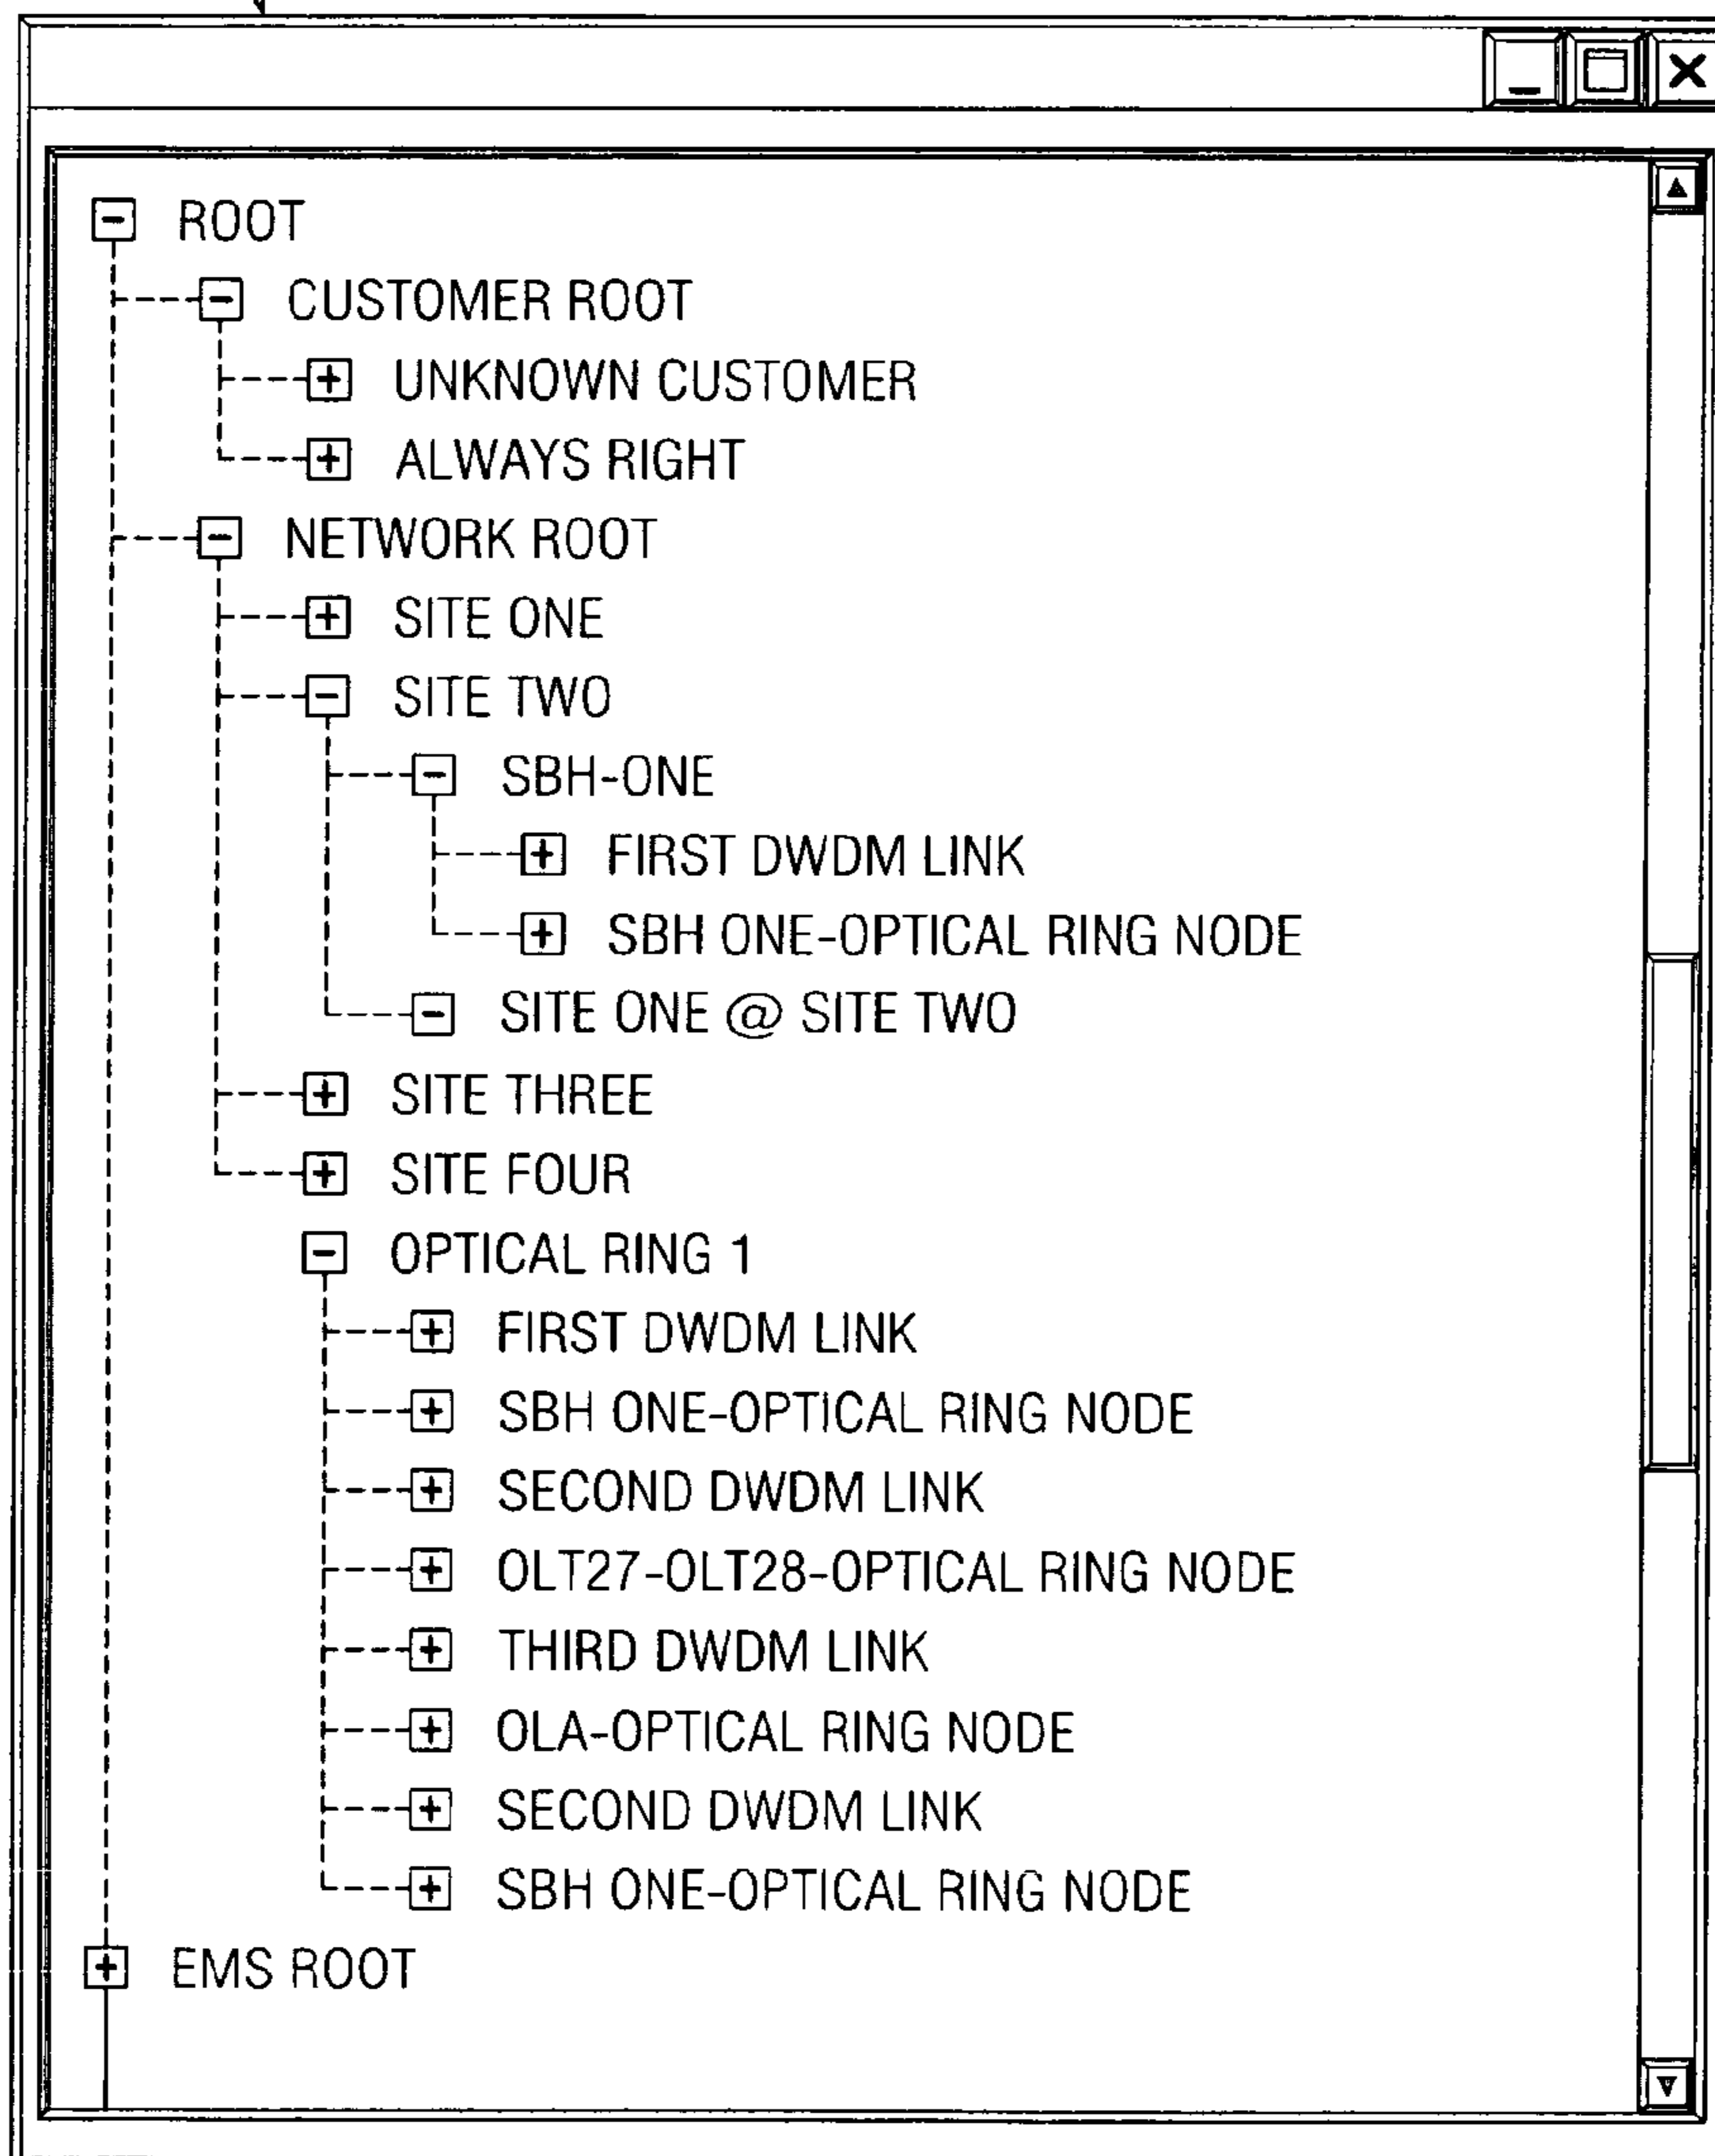 ROOT
CUSTOMER ROOT
UNKNOWN CUSTOMER
ALWAYS RIGHT
NETWORK ROOT
SITE ONE
SITE TWO
SBH-ONE
FIRST DWDM LINK
SBH ONE-OPTICAL RING NODE
SITE ONE @ SITE TWO
SITE THREE
SITE FOUR
OPTICAL RING 1
FIRST DWDM LINK
SBH ONE-OPTICAL RING NODE
SECOND DWDM LINK
OLT27-OLT28-OPTICAL RING NODE
THIRD DWDM LINK
OLA-OPTICAL RING NODE
SECOND DWDM LINK
SBH ONE-OPTICAL RING NODE
EMS ROOT